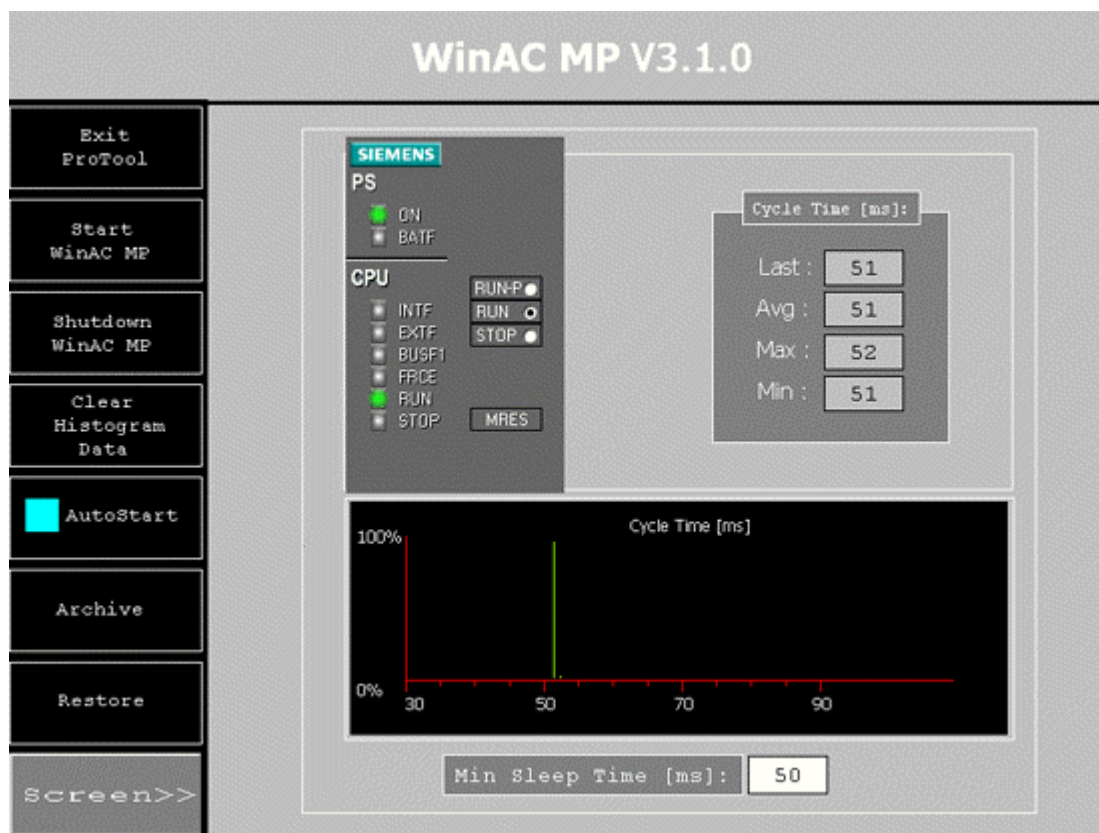 WinAC MP V3.1.0
Exit
ProTool
Start
WinAC MP
Shutdown
WinAC MP
Clear
Histogram
Data
AutoStart
Archive
Restore
Screen>>
SIEMENS
PS
ON
BATF
CPU
INTF
EXTF
BUSF1
FRCE
RUN
STOP
RUN-P
RUN
STOP
MRES
Cycle Time [ms]:
Last : 51
Avg : 51
Max : 52
Min : 51
Cycle Time [ms]
100%
0%
30 50 70 90
Min Sleep Time [ms]: 50